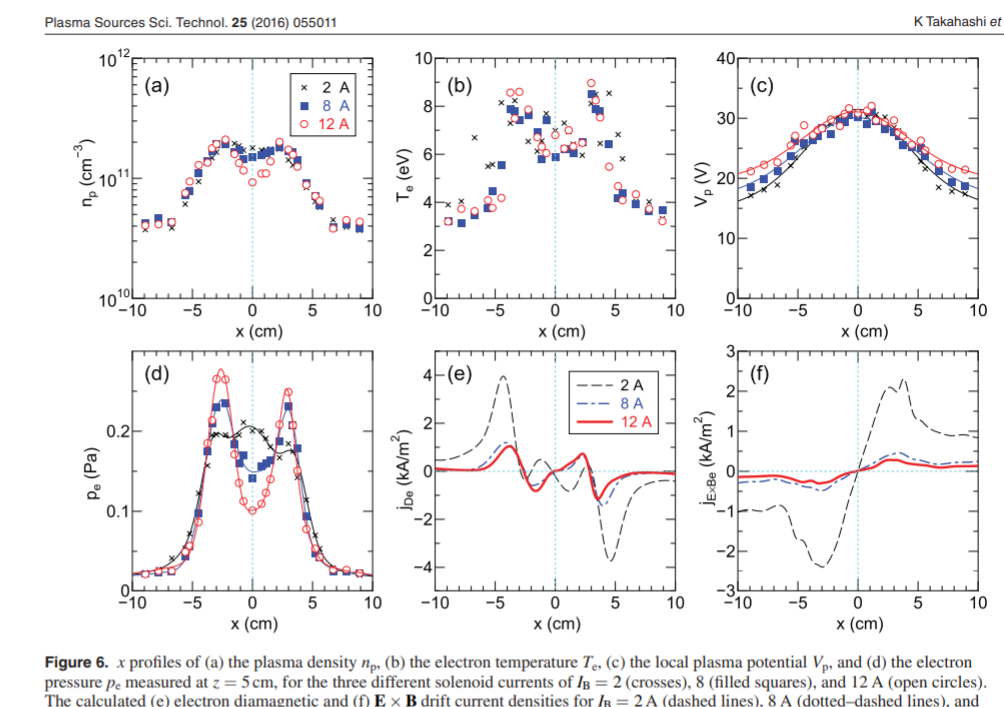 Plasma Sources Sci. Technol. 25 (2016) 055011
K Takahashi et
(a)
2 A
8 A
12 A
10^12
10^11
10^10
n_p (cm^−3)
−10 −5 0 5 10
x (cm)
(b)
10
8
6
4
2
0
T_e (eV)
−10 −5 0 5 10
x (cm)
(c)
40
30
20
10
0
V_p (V)
−10 −5 0 5 10
x (cm)
(d)
0.2
0.1
0
p_e (Pa)
−10 −5 0 5 10
x (cm)
(e)
2 A
8 A
12 A
4
2
0
−2
−4
j_De (kA/m^2)
−10 −5 0 5 10
x (cm)
(f)
3
2
1
0
−1
−2
−3
j_E×Be (kA/m^2)
−10 −5 0 5 10
x (cm)
Figure 6. x profiles of (a) the plasma density n_p, (b) the electron temperature T_e, (c) the local plasma potential V_p, and (d) the electron
pressure p_e measured at z = 5 cm, for the three different solenoid currents of I_B = 2 (crosses), 8 (filled squares), and 12 A (open circles).
The calculated (e) electron diamagnetic and (f) E × B drift current densities for I_B = 2 A (dashed lines), 8 A (dotted–dashed lines), and